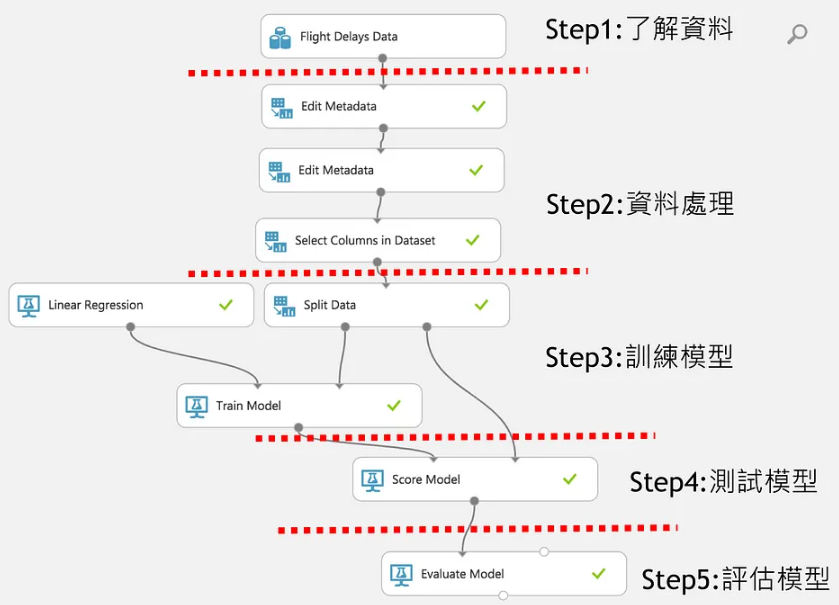 Flight Delays Data
Step1:了解資料
Edit Metadata
Edit Metadata
Step2:資料處理
Select Columns in Dataset
Linear Regression
Split Data
Step3:訓練模型
Train Model
Score Model
Step4:測試模型
Evaluate Model
Step5:評估模型